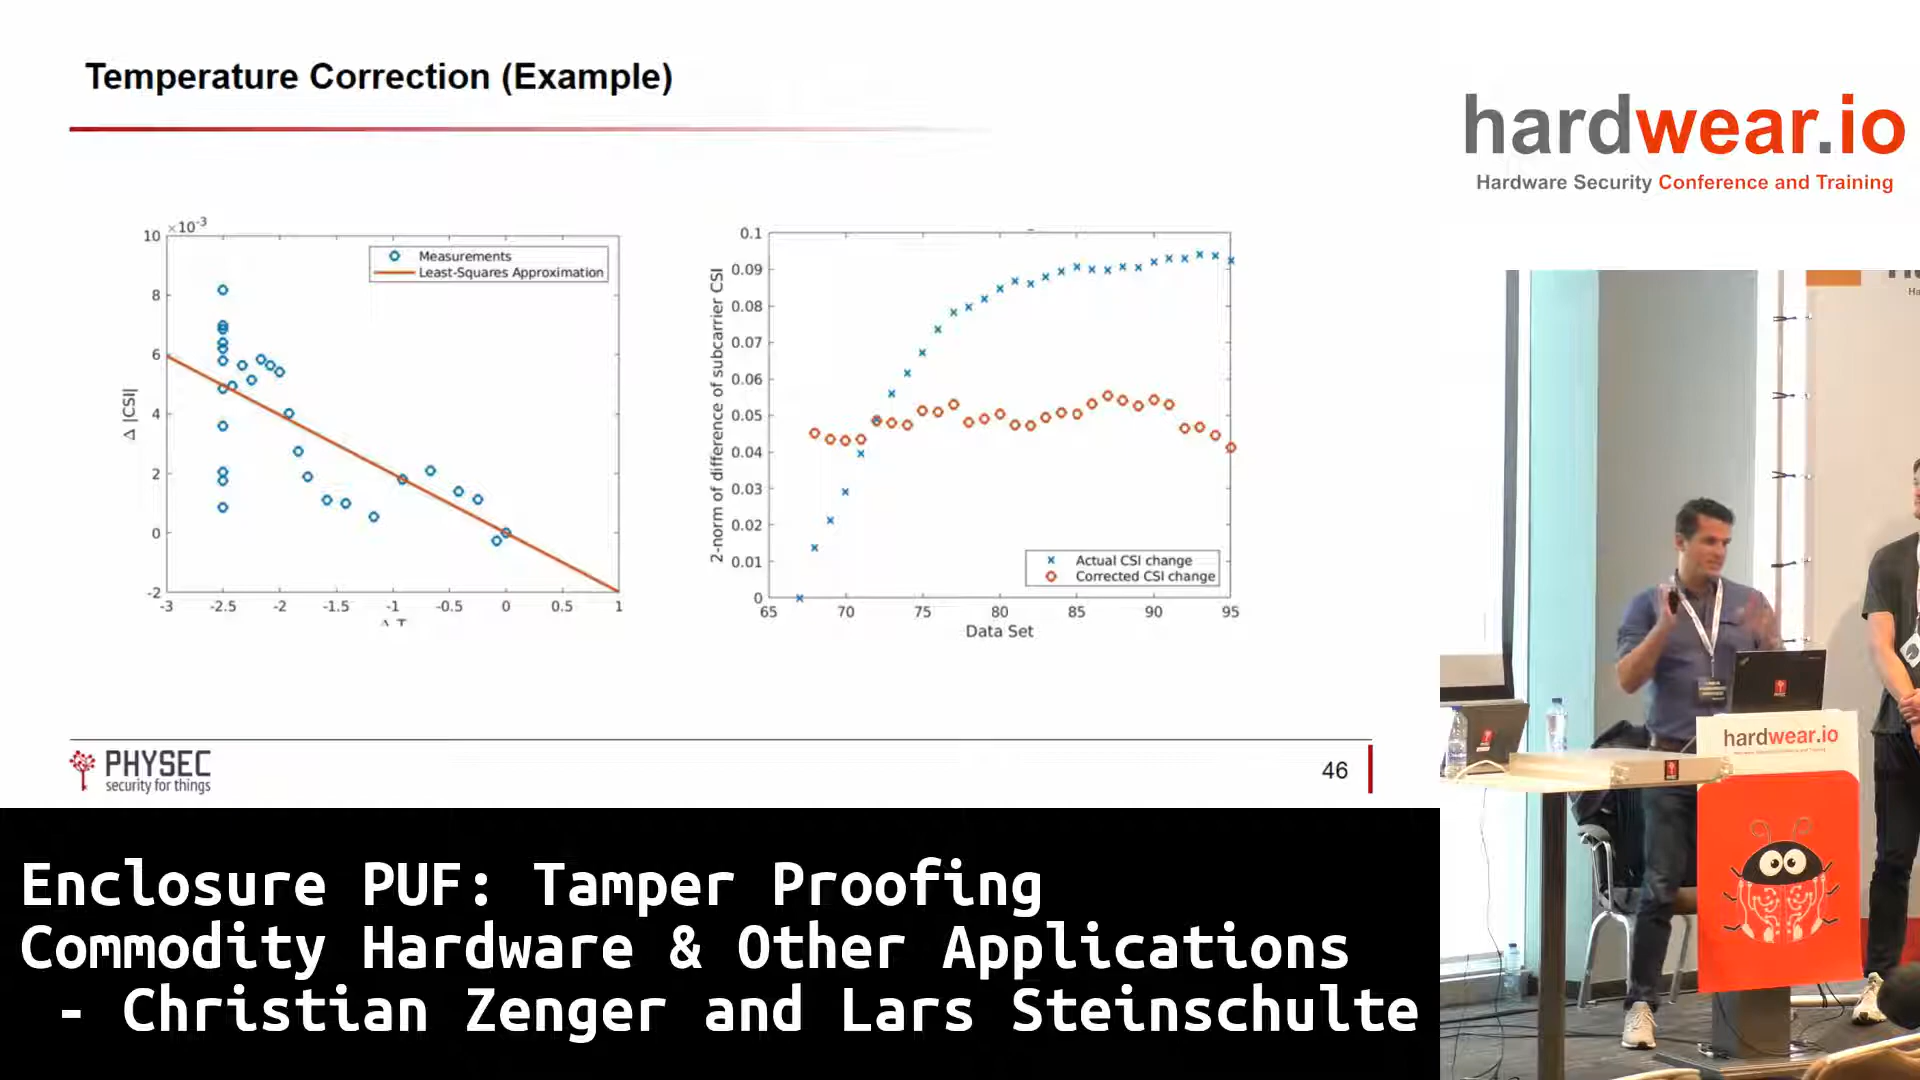 Temperature Correction (Example)
hardwear.io
Hardware Security Conference and Training
×10-3
10
8
6
4
2
0
-2
Δ |CSI|
Measurements
Least-Squares Approximation
-3 -2.5 -2 -1.5 -1 -0.5 0 0.5 1
0.1
0.09
0.08
0.07
0.06
0.05
0.04
0.03
0.02
0.01
0
2-norm of difference of subcarrier CSI
Actual CSI change
Corrected CSI change
65 70 75 80 85 90 95
Data Set
PHYSEC
security for things
46
hardwear.io
Enclosure PUF: Tamper Proofing
Commodity Hardware & Other Applications
- Christian Zenger and Lars Steinschulte